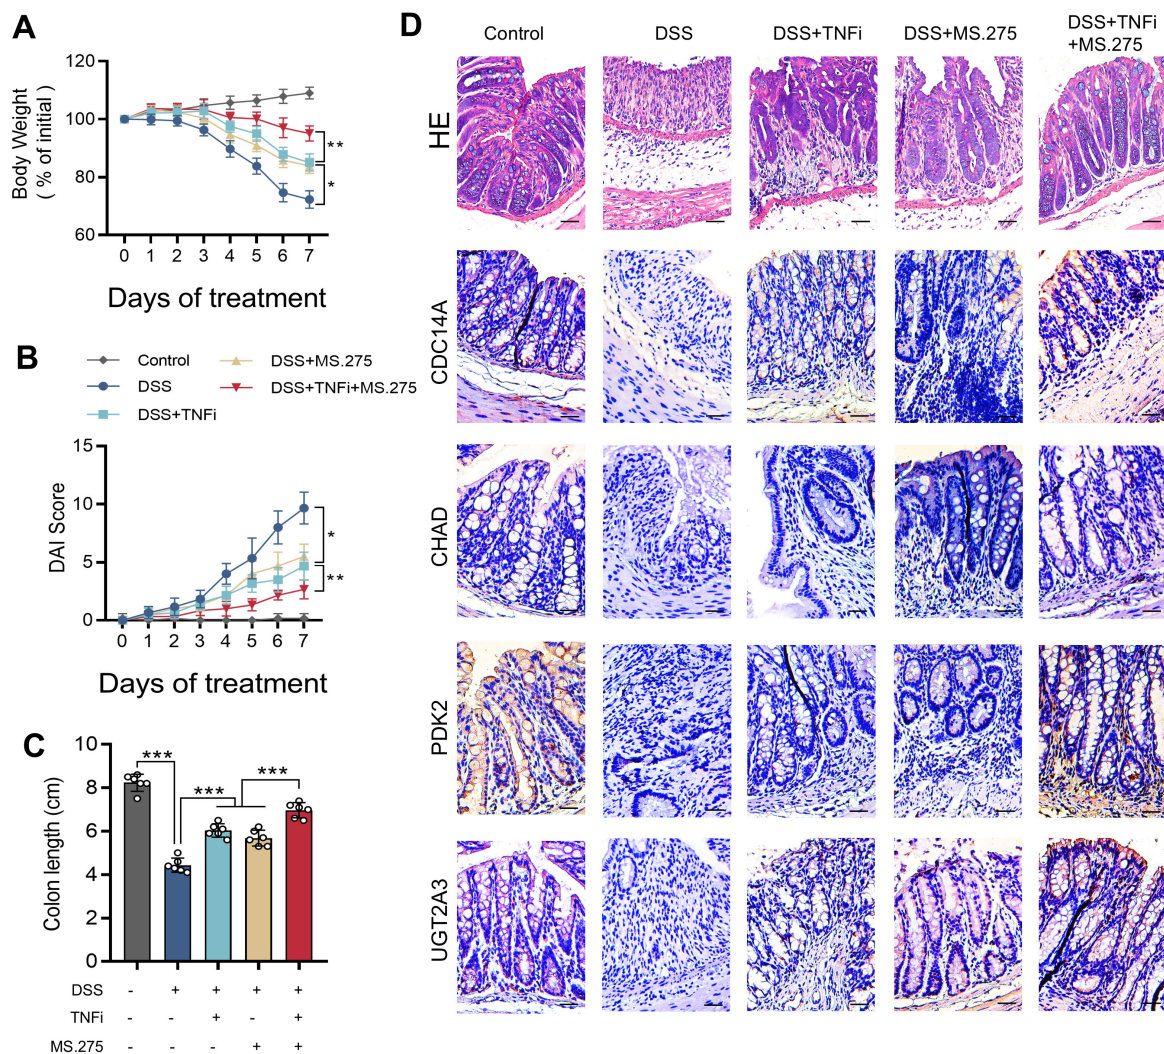 A
120
100
80
60
Body Weight
( % of initial )
**
*
0 1 2 3 4 5 6 7
Days of treatment
B
Control
DSS
DSS+TNFi
DSS+MS.275
DSS+TNFi+MS.275
15
10
5
0
DAI Score
*
**
0 1 2 3 4 5 6 7
Days of treatment
C
10
8
6
4
2
0
Colon length (cm)
***
***
***
DSS - + + + +
TNFi - - + - +
MS.275 - - - + +
D
Control DSS DSS+TNFi DSS+MS.275 DSS+TNFi
+MS.275
HE
CDC14A
CHAD
PDK2
UGT2A3